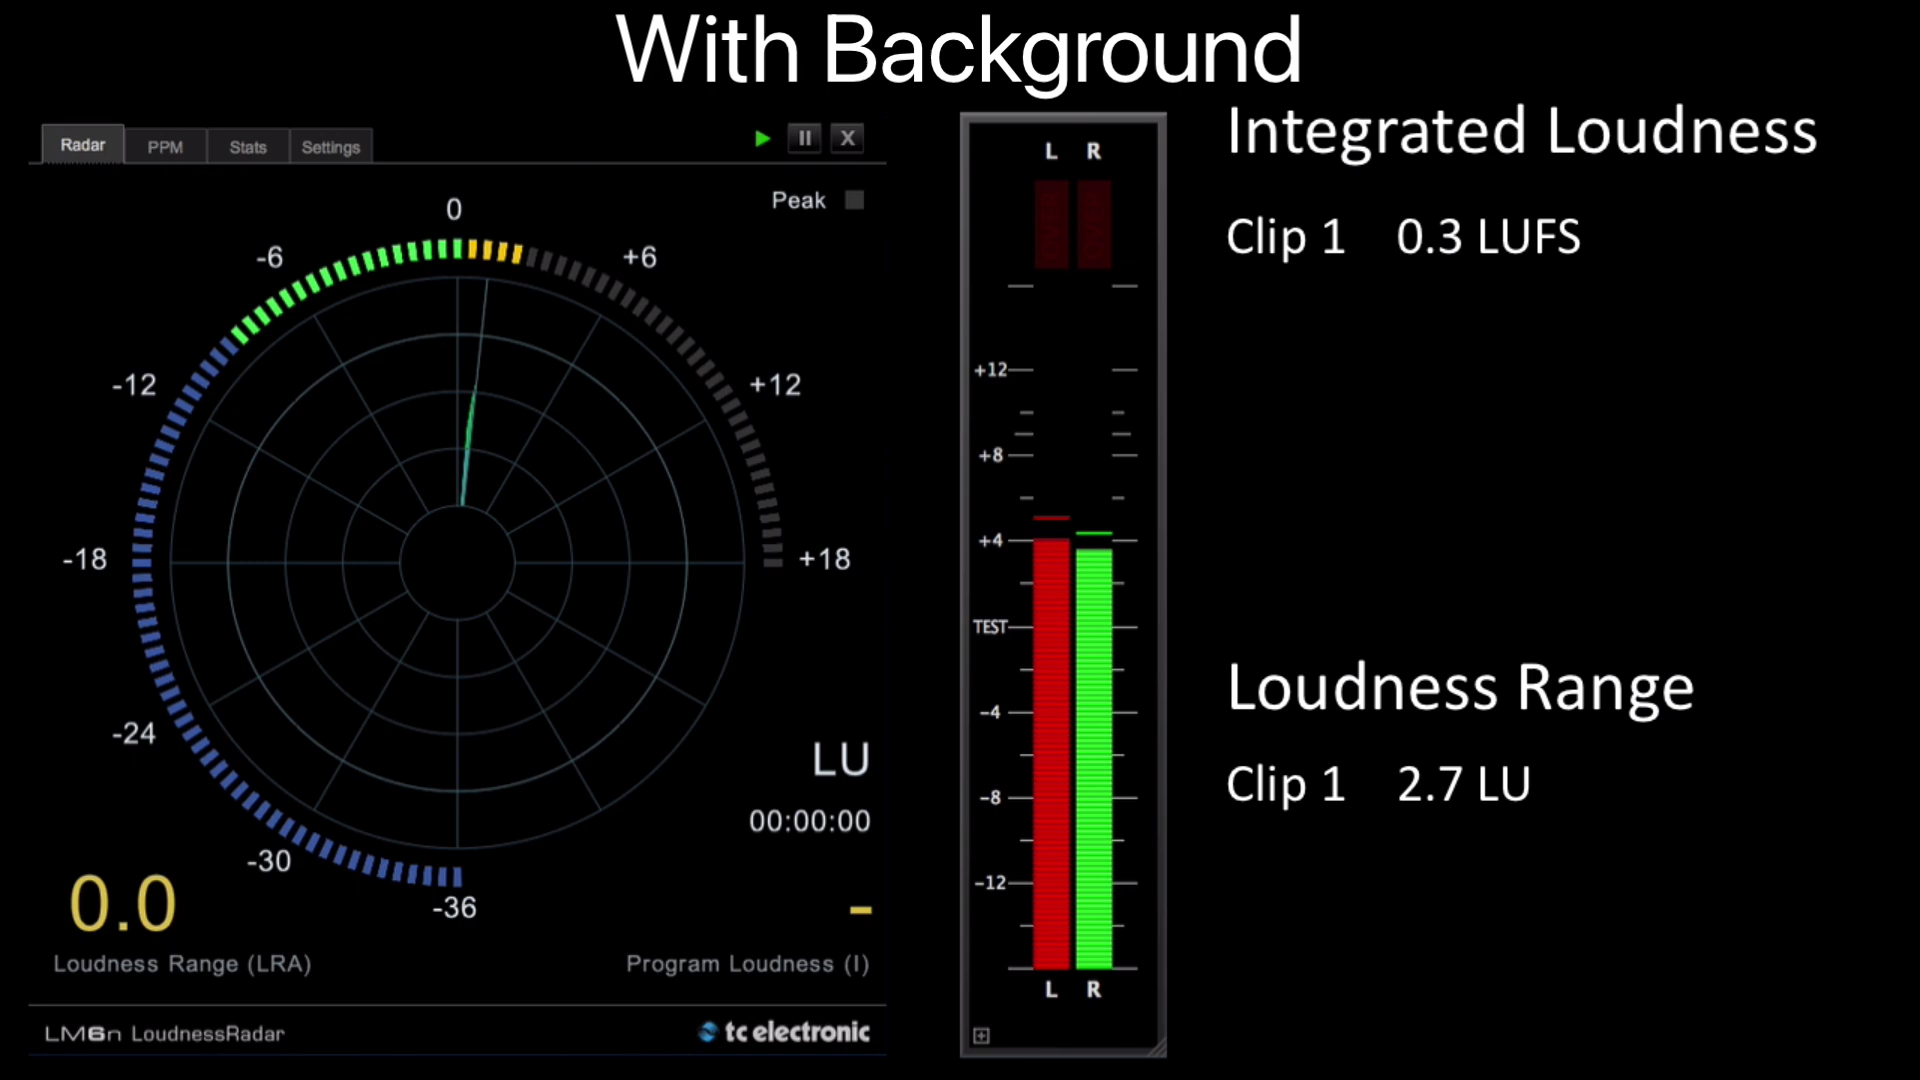 With Background
Radar PPM Stats Settings
X
Peak
0
-6 +6
-12 +12
-18 +18
-24
-30
-36
LU
00:00:00
0.0 -
Loudness Range (LRA) Program Loudness (I)
LM6n LoudnessRadar tc electronic
L R
+12
+8
+4
TEST
-4
-8
-12
L R
Integrated Loudness
Clip 1 0.3 LUFS
Loudness Range
Clip 1 2.7 LU